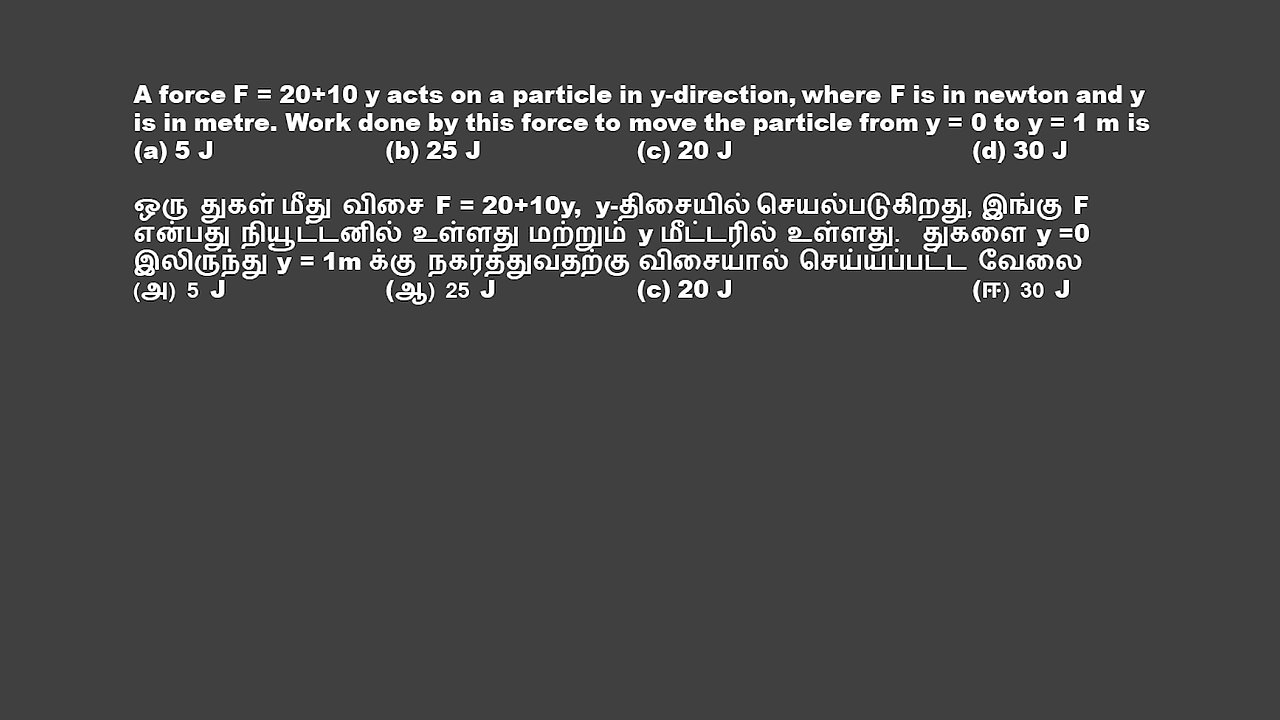 A force F = 20+10 y acts on a particle in y-direction, where F is in newton and y
is in metre. Work done by this force to move the particle from y = 0 to y = 1 m is
(a) 5 J (b) 25 J (c) 20 J (d) 30 J
ஒரு துகள் மீது விசை F = 20+10y, y-திசையில் செயல்படுகிறது, இங்கு F
என்பது நியூட்டனில் உள்ளது மற்றும் y மீட்டரில் உள்ளது. துகளை y =0
இலிருந்து y = 1m க்கு நகர்த்துவதற்கு விசையால் செய்யப்பட்ட வேலை
(அ) 5 J (ஆ) 25 J (c) 20 J (ஈ) 30 J